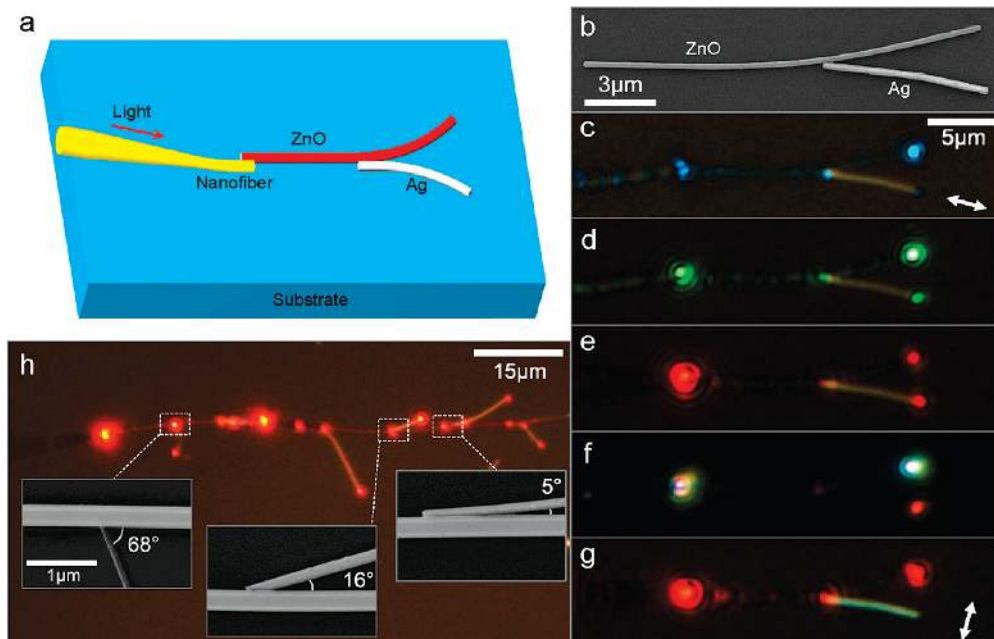 a
Light
ZnO
Nanofiber
Ag
Substrate
b
ZnO
3μm
Ag
c
5μm
d
e
f
g
h
15μm
68°
1μm
16°
5°